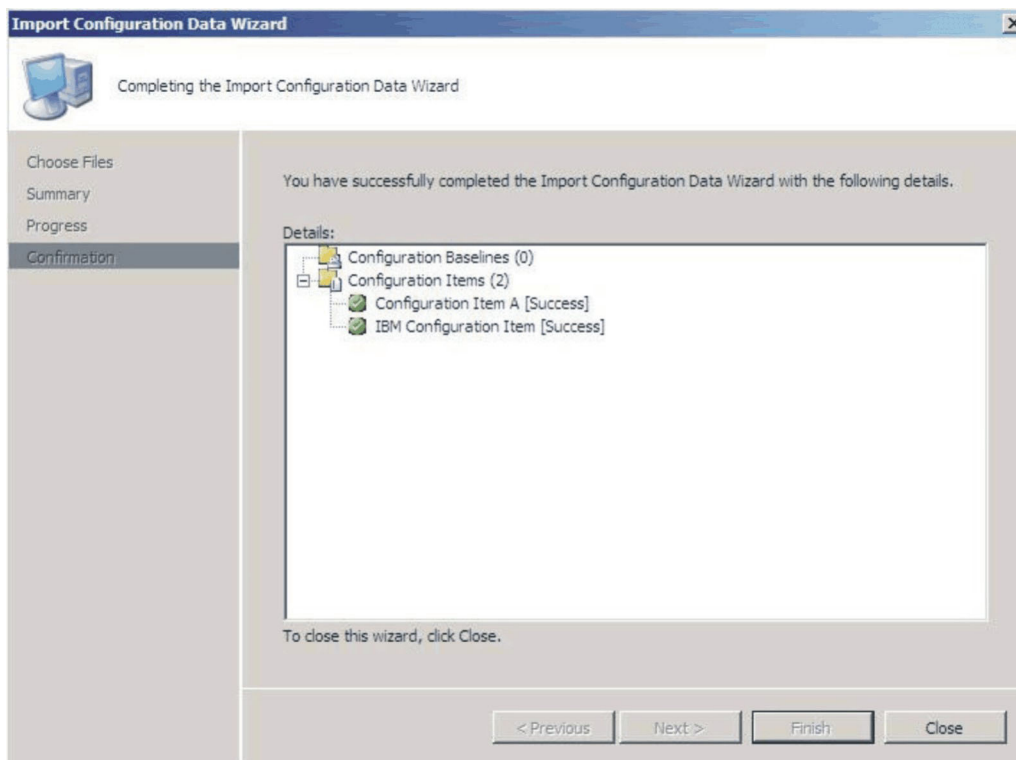 Import Configuration Data Wizard
Completing the Import Configuration Data Wizard
Choose Files
Summary
Progress
Confirmation
You have successfully completed the Import Configuration Data Wizard with the following details.
Details:
Configuration Baselines (0)
Configuration Items (2)
Configuration Item A [Success]
IBM Configuration Item [Success]
To close this wizard, click Close.
< Previous
Next >
Finish
Close